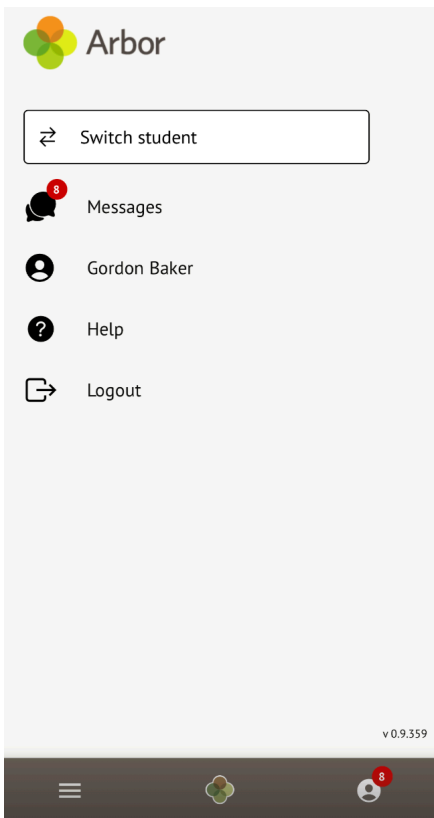 Arbor
Switch student
8
Messages
Gordon Baker
?
Help
Logout
v 0.9.359
8